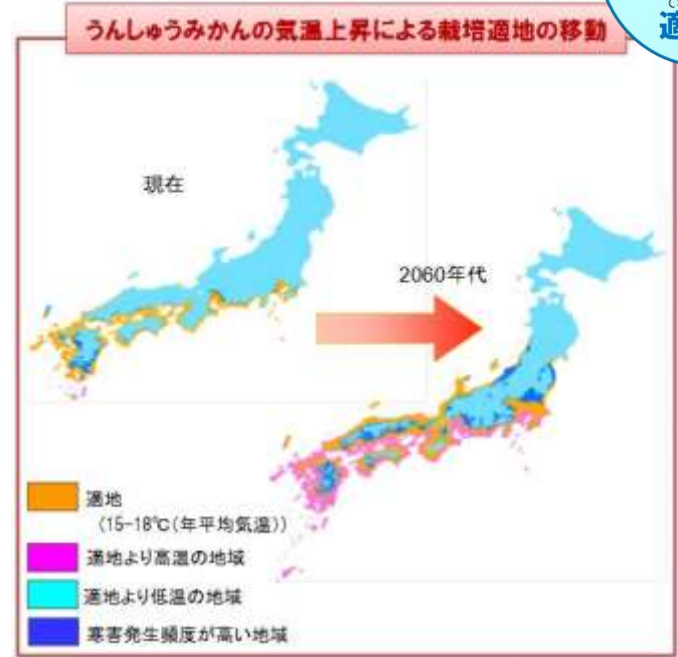 うんしゅうみかんの気温上昇による栽培適地の移動
適
現在
2060年代
適地
(15-18℃(年平均気温))
適地より高温の地域
適地より低温の地域
寒害発生頻度が高い地域